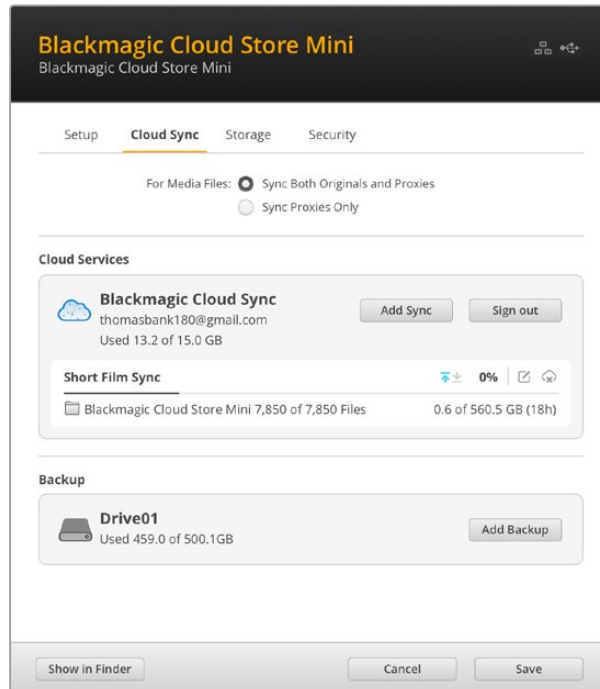 Blackmagic Cloud Store Mini
Blackmagic Cloud Store Mini
Setup Cloud Sync Storage Security
For Media Files: Sync Both Originals and Proxies
Sync Proxies Only
Cloud Services
Blackmagic Cloud Sync
thomasbank180@gmail.com
Used 13.2 of 15.0 GB
Add Sync Sign out
Short Film Sync 0%
Blackmagic Cloud Store Mini 7,850 of 7,850 Files 0.6 of 560.5 GB (18h)
Backup
Drive01
Used 459.0 of 500.1GB
Add Backup
Show in Finder Cancel Save